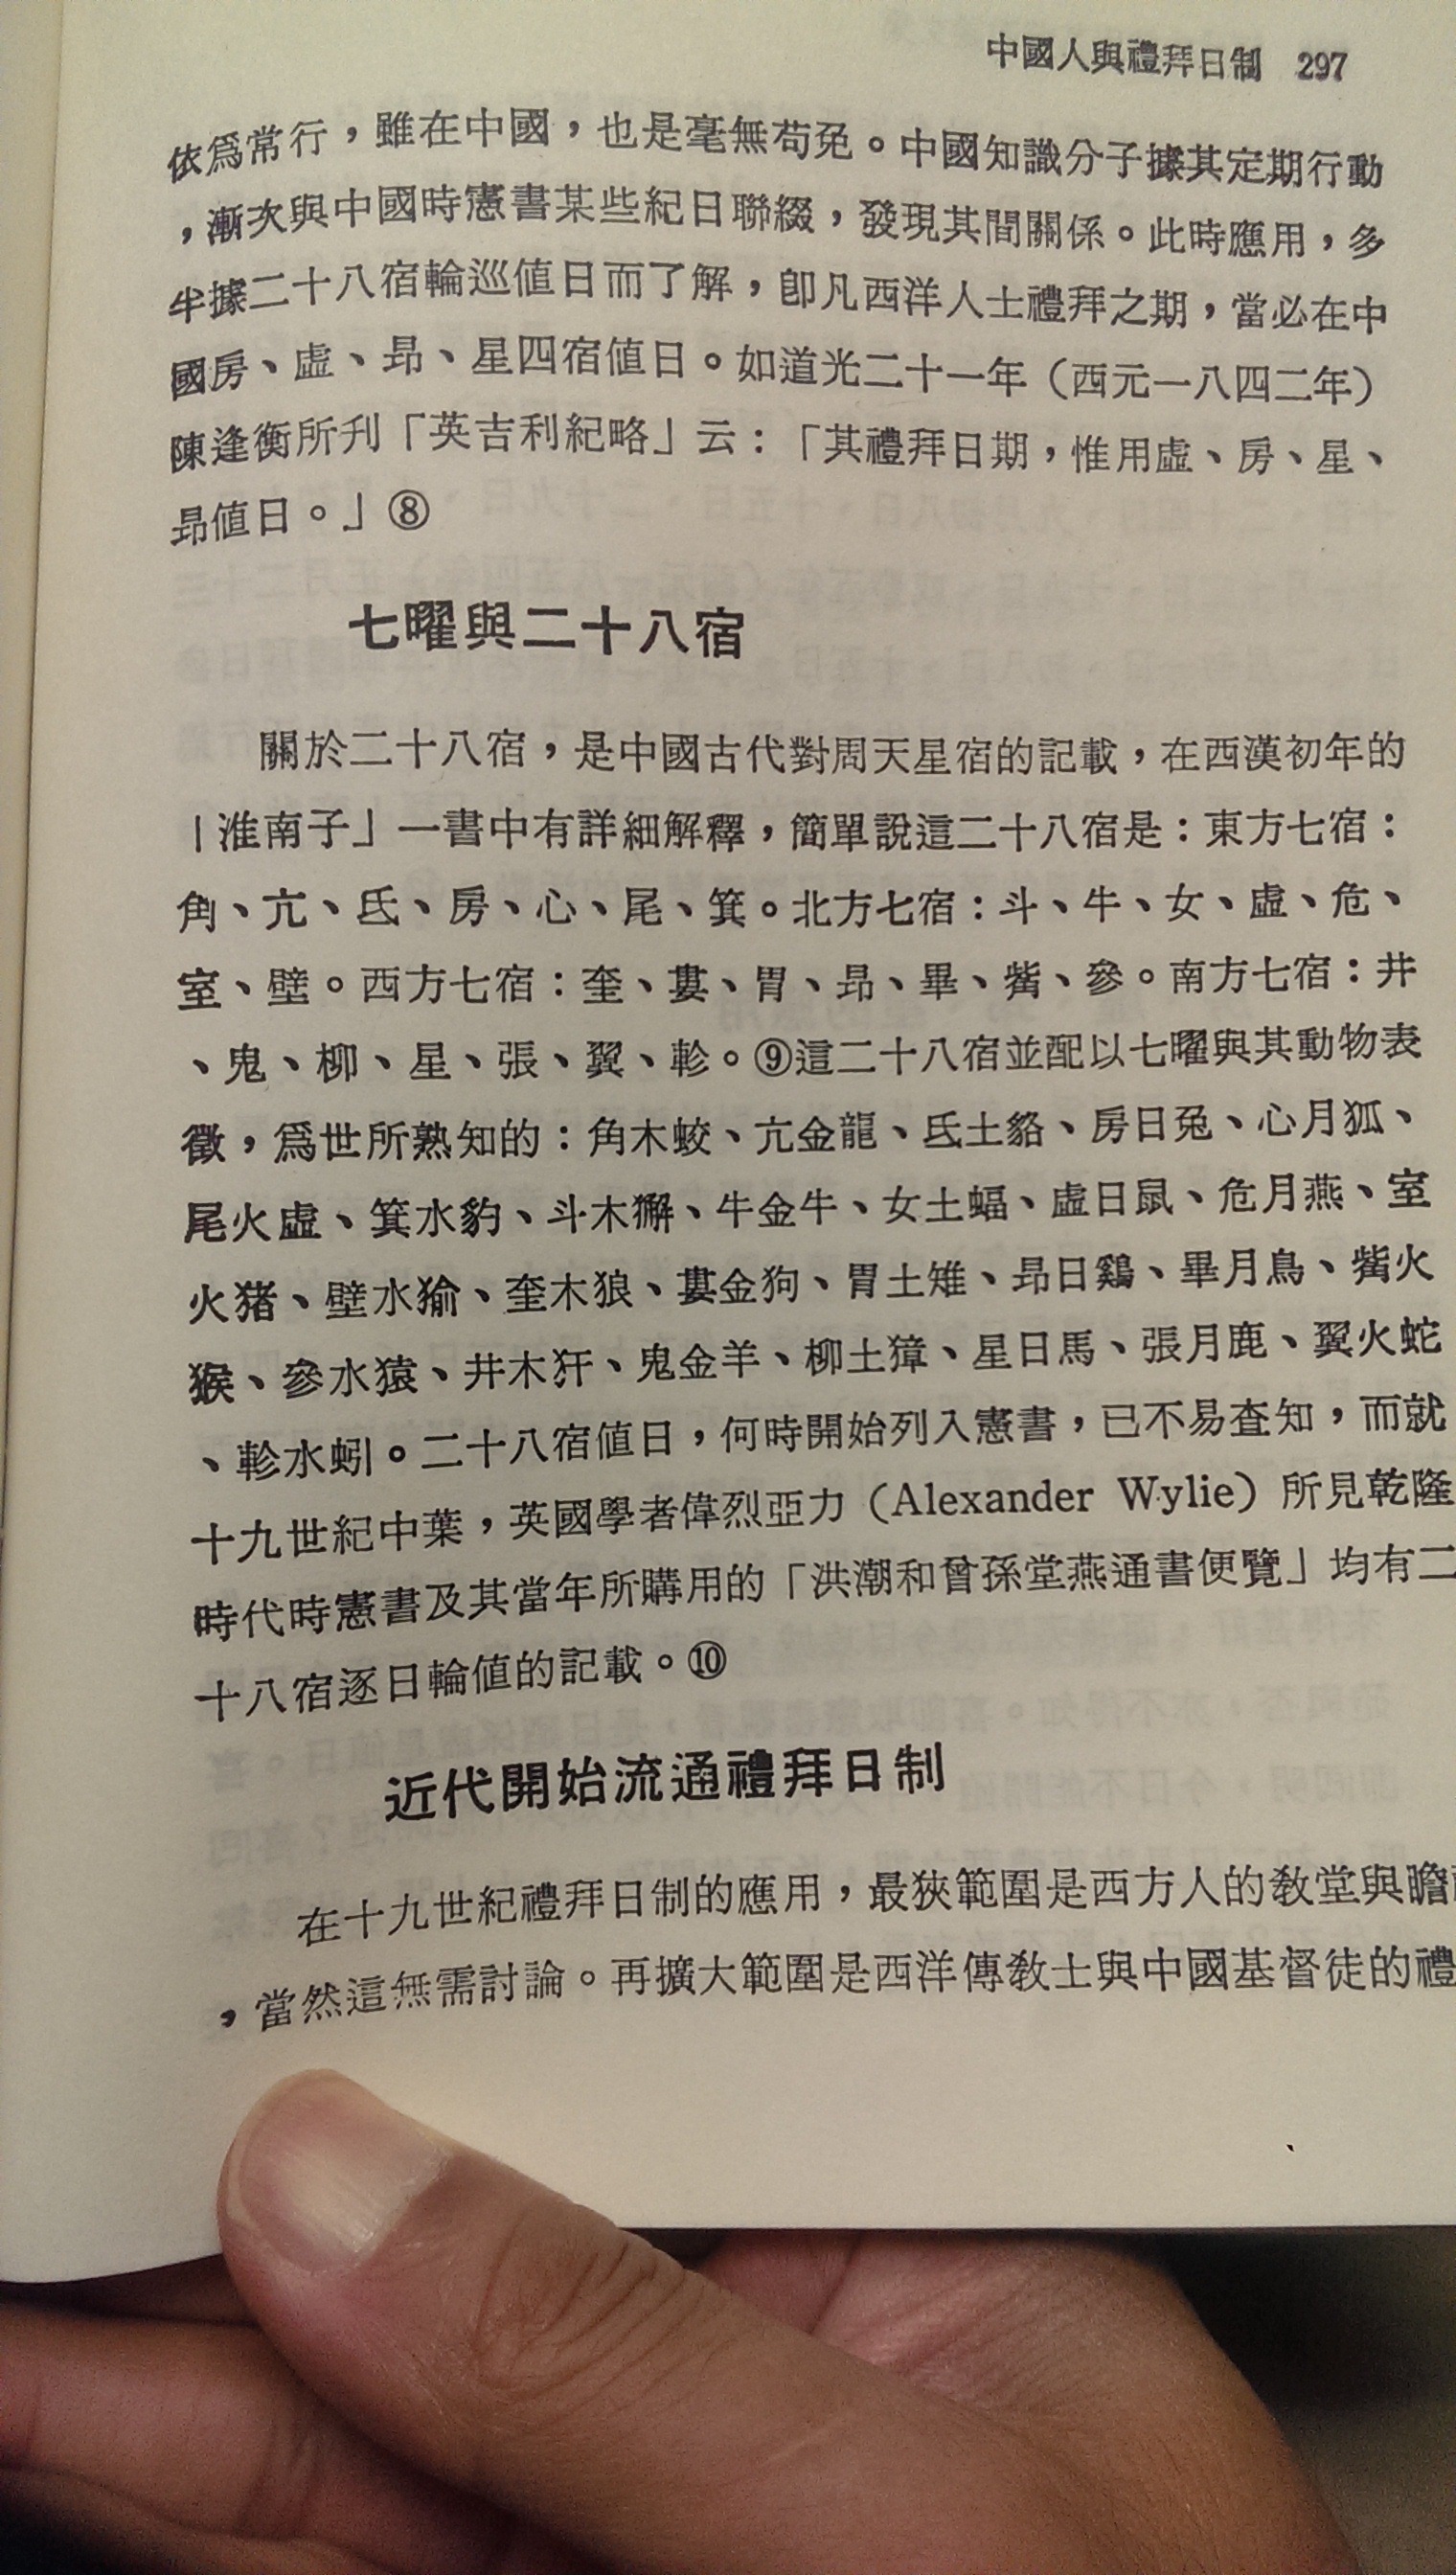 中國人與禮拜日制 297
依爲常行，雖在中國，也是毫無苟免。中國知識分子據其定期行動
，漸次與中國時憲書某些紀日聯綴，發現其間關係。此時應用，多
半據二十八宿輪巡值日而了解，卽凡西洋人士禮拜之期，當必在中
國房、虛、昴、星四宿値日。如道光二十一年（西元一八四二年）
陳逢衡所刋「英吉利紀略」云：「其禮拜日期，惟用虛、房、星、
昴値日。」⑧
七曜與二十八宿
關於二十八宿，是中國古代對周天星宿的記載，在西漢初年的
「淮南子」一書中有詳細解釋，簡單說這二十八宿是：東方七宿：
角、亢、氐、房、心、尾、箕。北方七宿：斗、牛、女、虛、危、
室、壁。西方七宿：奎、婁、胃、昴、畢、觜、參。南方七宿：井
、鬼、柳、星、張、翼、軫。⑨這二十八宿並配以七曜與其動物表
徵，爲世所熟知的：角木蛟、亢金龍、氐土貉、房日兎、心月狐、
尾火虛、箕水豹、斗木獬、牛金牛、女土蝠、虛日鼠、危月燕、室
火猪、壁水㺄、奎木狼、婁金狗、胃土雉、昴日鷄、畢月鳥、觜火
猴、參水猿、井木犴、鬼金羊、柳土獐、星日馬、張月鹿、翼火蛇
、軫水蚓。二十八宿値日，何時開始列入憲書，已不易查知，而就
十九世紀中葉，英國學者偉烈亞力（Alexander Wylie）所見乾隆
時代時憲書及其當年所購用的「洪潮和曾孫堂燕通書便覽」均有二
十八宿逐日輪値的記載。⑩
近代開始流通禮拜日制
在十九世紀禮拜日制的應用，最狹範圍是西方人的敎堂與瞻
，當然這無需討論。再擴大範圍是西洋傳敎士與中國基督徒的禮